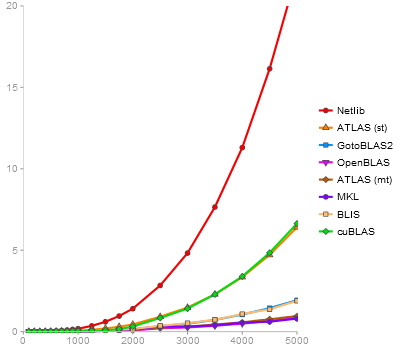 20
15
10
5
0
0
1000
2000
3000
4000
5000
Netlib
ATLAS (st)
GotoBLAS2
OpenBLAS
ATLAS (mt)
MKL
BLIS
cuBLAS